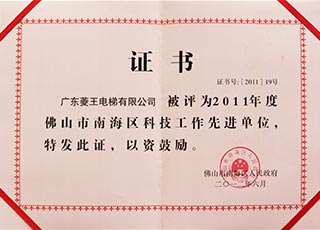 证书
证书号:[2011]19号
广东菱王电梯有限公司 被评为2011年度
佛山市南海区科技工作先进单位,
特发此证,以资鼓励。
佛山市南海区人民政府
二〇一二年六月